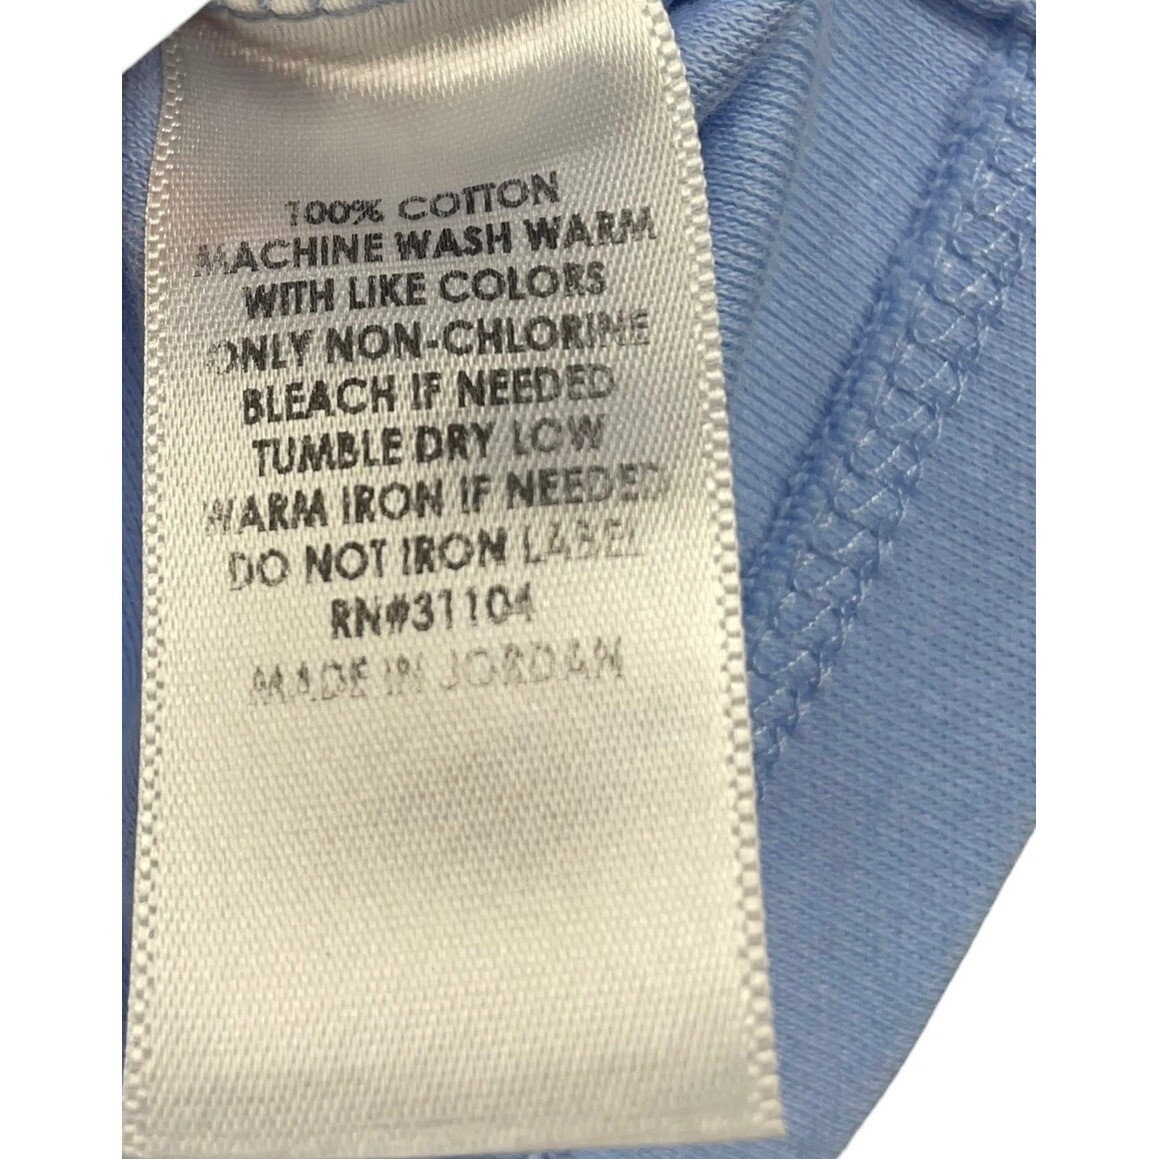 100% COTTON
MACHINE WASH WARM
WITH LIKE COLORS
ONLY NON-CHLORINE
BLEACH IF NEEDED
TUMBLE DRY LOW
WARM IRON IF NEEDED
DO NOT IRON LABEL
RN#31104
MADE IN JORDAN